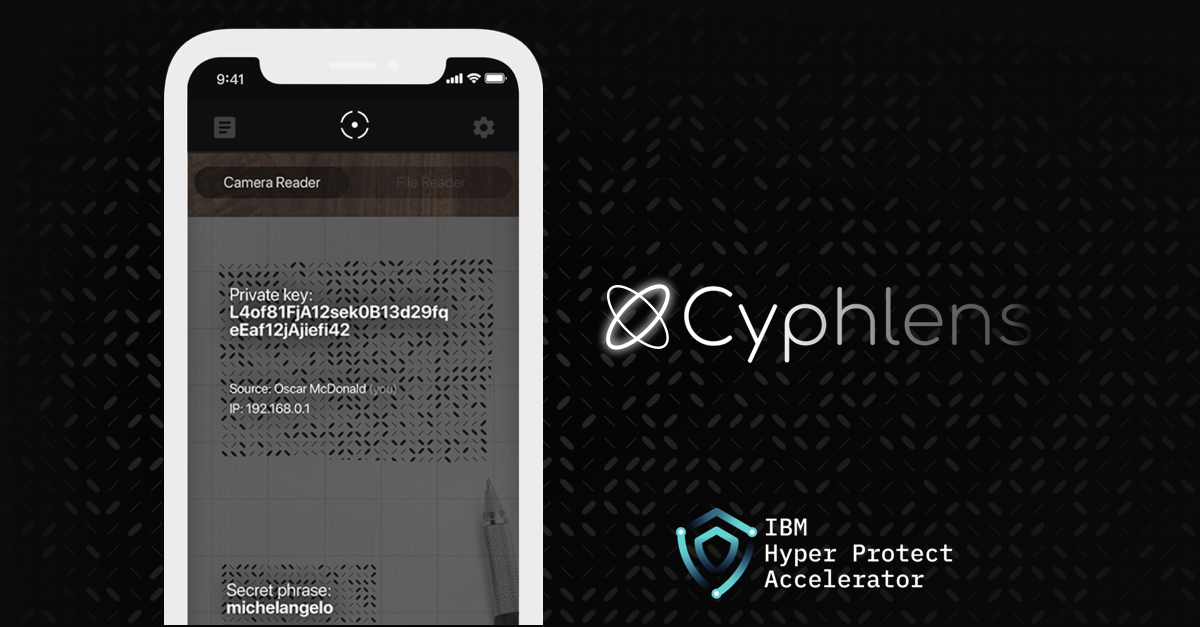 9:41
Camera Reader
File Reader
Private key:
L4of81FjA12sek0B13d29fq
eEaf12jAjiefi42
Source: Oscar McDonald (you)
IP: 192.168.0.1
Secret phrase:
michelangelo
Cyphlens
IBM
Hyper Protect
Accelerator